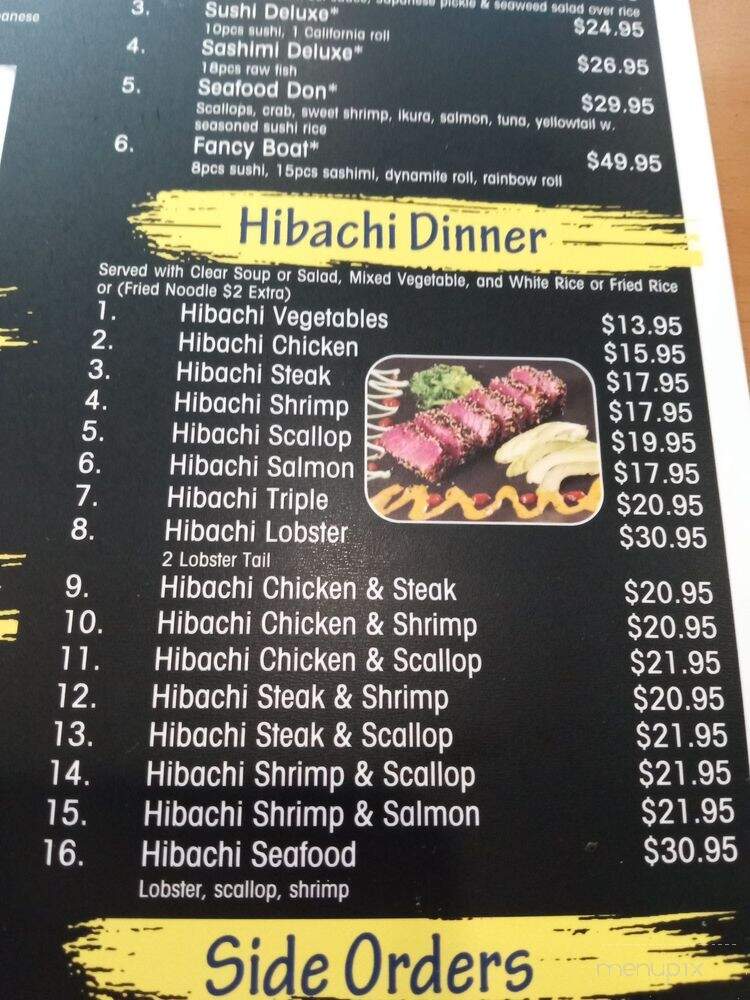 anese
pickle & seaweed salad over rice
3. Sushi Deluxe* $24.95
10pcs sushi, 1 California roll
4. Sashimi Deluxe* $26.95
18pcs raw fish
5. Seafood Don* $29.95
Scallops, crab, sweet shrimp, ikura, salmon, tuna, yellowtail w.
seasoned sushi rice
6. Fancy Boat* $49.95
8pcs sushi, 15pcs sashimi, dynamite roll, rainbow roll
Hibachi Dinner
Served with Clear Soup or Salad, Mixed Vegetable, and White Rice or Fried Rice
or (Fried Noodle $2 Extra)
1. Hibachi Vegetables $13.95
2. Hibachi Chicken $15.95
3. Hibachi Steak $17.95
4. Hibachi Shrimp $17.95
5. Hibachi Scallop $19.95
6. Hibachi Salmon $17.95
7. Hibachi Triple $20.95
8. Hibachi Lobster $30.95
2 Lobster Tail
9. Hibachi Chicken & Steak $20.95
10. Hibachi Chicken & Shrimp $20.95
11. Hibachi Chicken & Scallop $21.95
12. Hibachi Steak & Shrimp $20.95
13. Hibachi Steak & Scallop $21.95
14. Hibachi Shrimp & Scallop $21.95
15. Hibachi Shrimp & Salmon $21.95
16. Hibachi Seafood $30.95
Lobster, scallop, shrimp
Side Orders
menupix